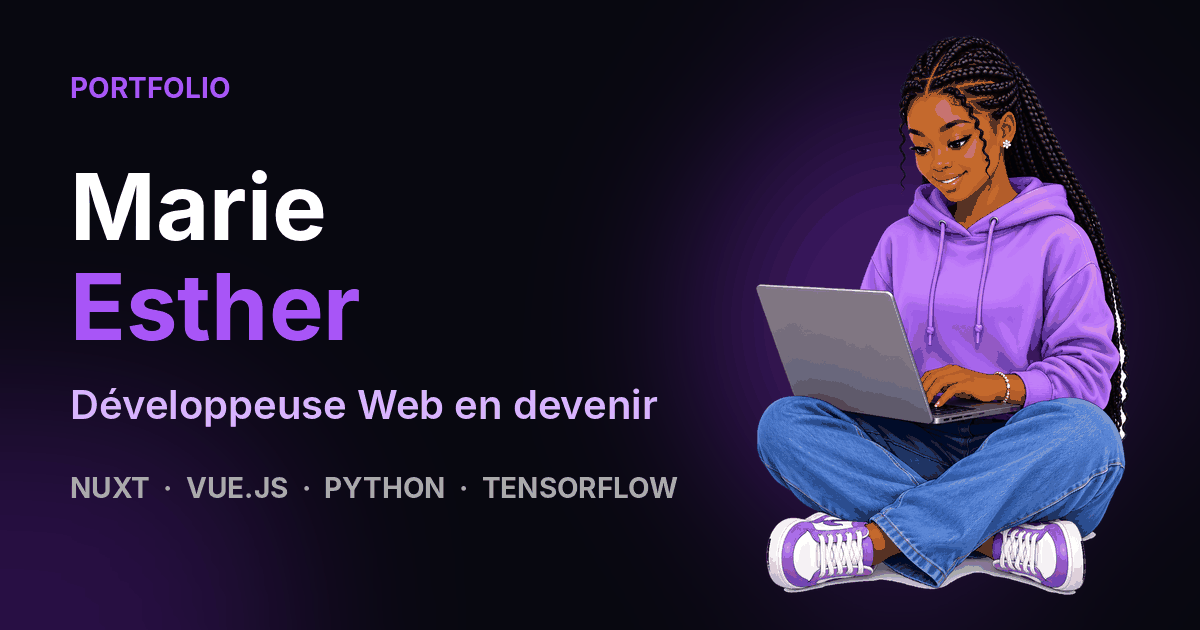 PORTFOLIO
Marie
Esther
Développeuse Web en devenir
NUXT · VUE.JS · PYTHON · TENSORFLOW